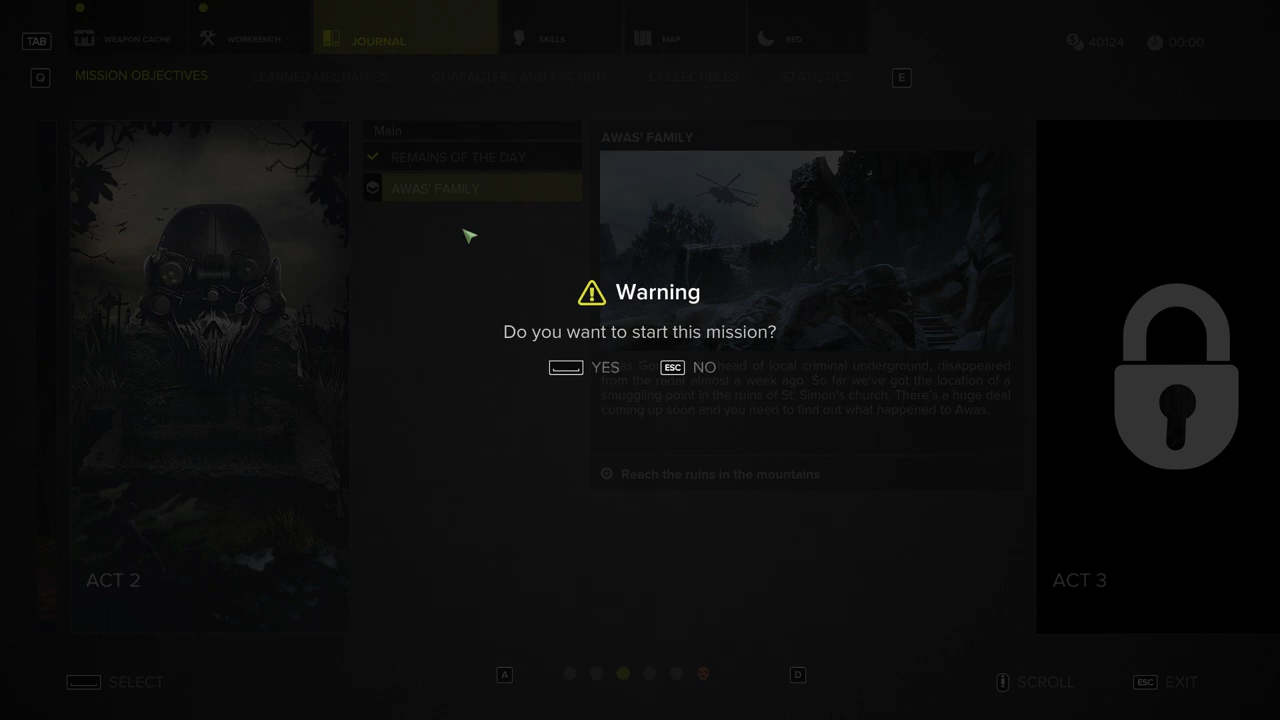 TAB
WEAPON CACHE
WORKBENCH
JOURNAL
SKILLS
MAP
BED
40124
00:00
Q
MISSION OBJECTIVES
LEARNED MECHANICS
CHARACTERS AND FACTION
COLLECTIBLES
STATISTICS
E
Main
REMAINS OF THE DAY
AWAS' FAMILY
AWAS' FAMILY
Warning
Do you want to start this mission?
YES
ESC NO
head of local criminal underground, disappeared
from the radar almost a week ago. So far we've got the location of a
smuggling point in the ruins of St. Simon's church. There's a huge deal
coming up soon and you need to find out what happened to Awas.
Reach the ruins in the mountains
ACT 2
ACT 3
SELECT
A
D
SCROLL
ESC EXIT